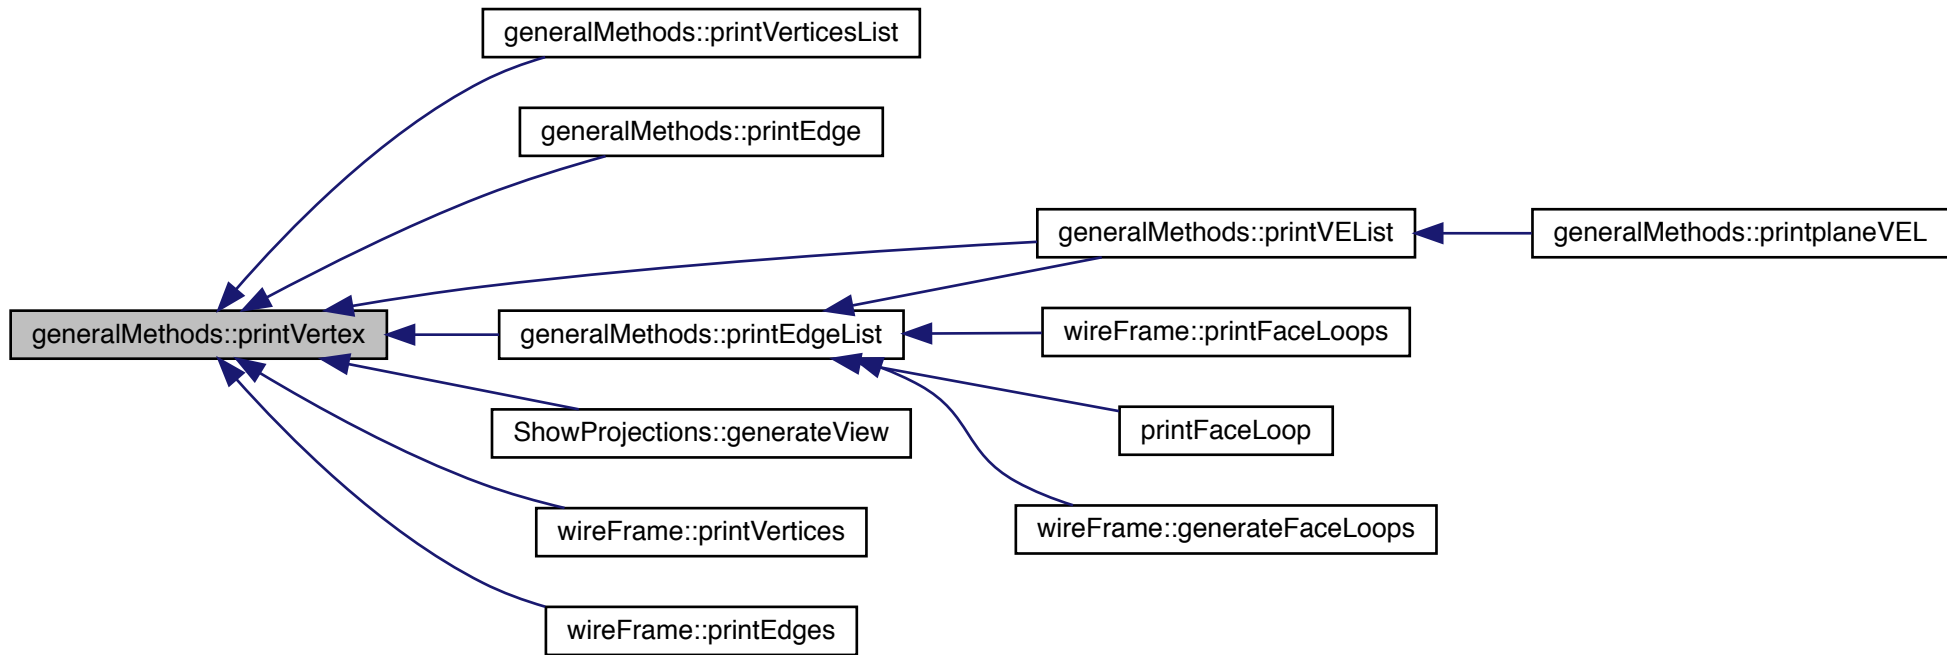 generalMethods::printVerticesList
generalMethods::printEdge
generalMethods::printVEList
generalMethods::printplaneVEL
generalMethods::printVertex
generalMethods::printEdgeList
wireFrame::printFaceLoops
ShowProjections::generateView
printFaceLoop
wireFrame::printVertices
wireFrame::generateFaceLoops
wireFrame::printEdges